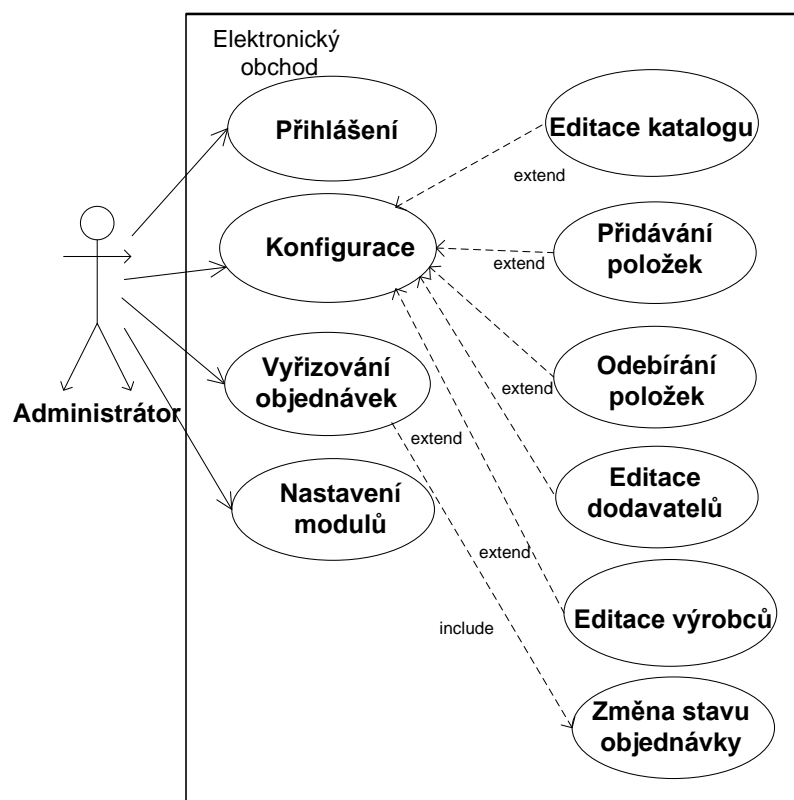 Elektronický
obchod
Přihlášení
Editace katalogu
extend
Konfigurace
Přidávání
položek
extend
Vyřizování
objednávek
Odebírání
položek
extend
Administrátor
extend
Nastavení
modulů
Editace
dodavatelů
extend
Editace výrobců
include
Změna stavu
objednávky